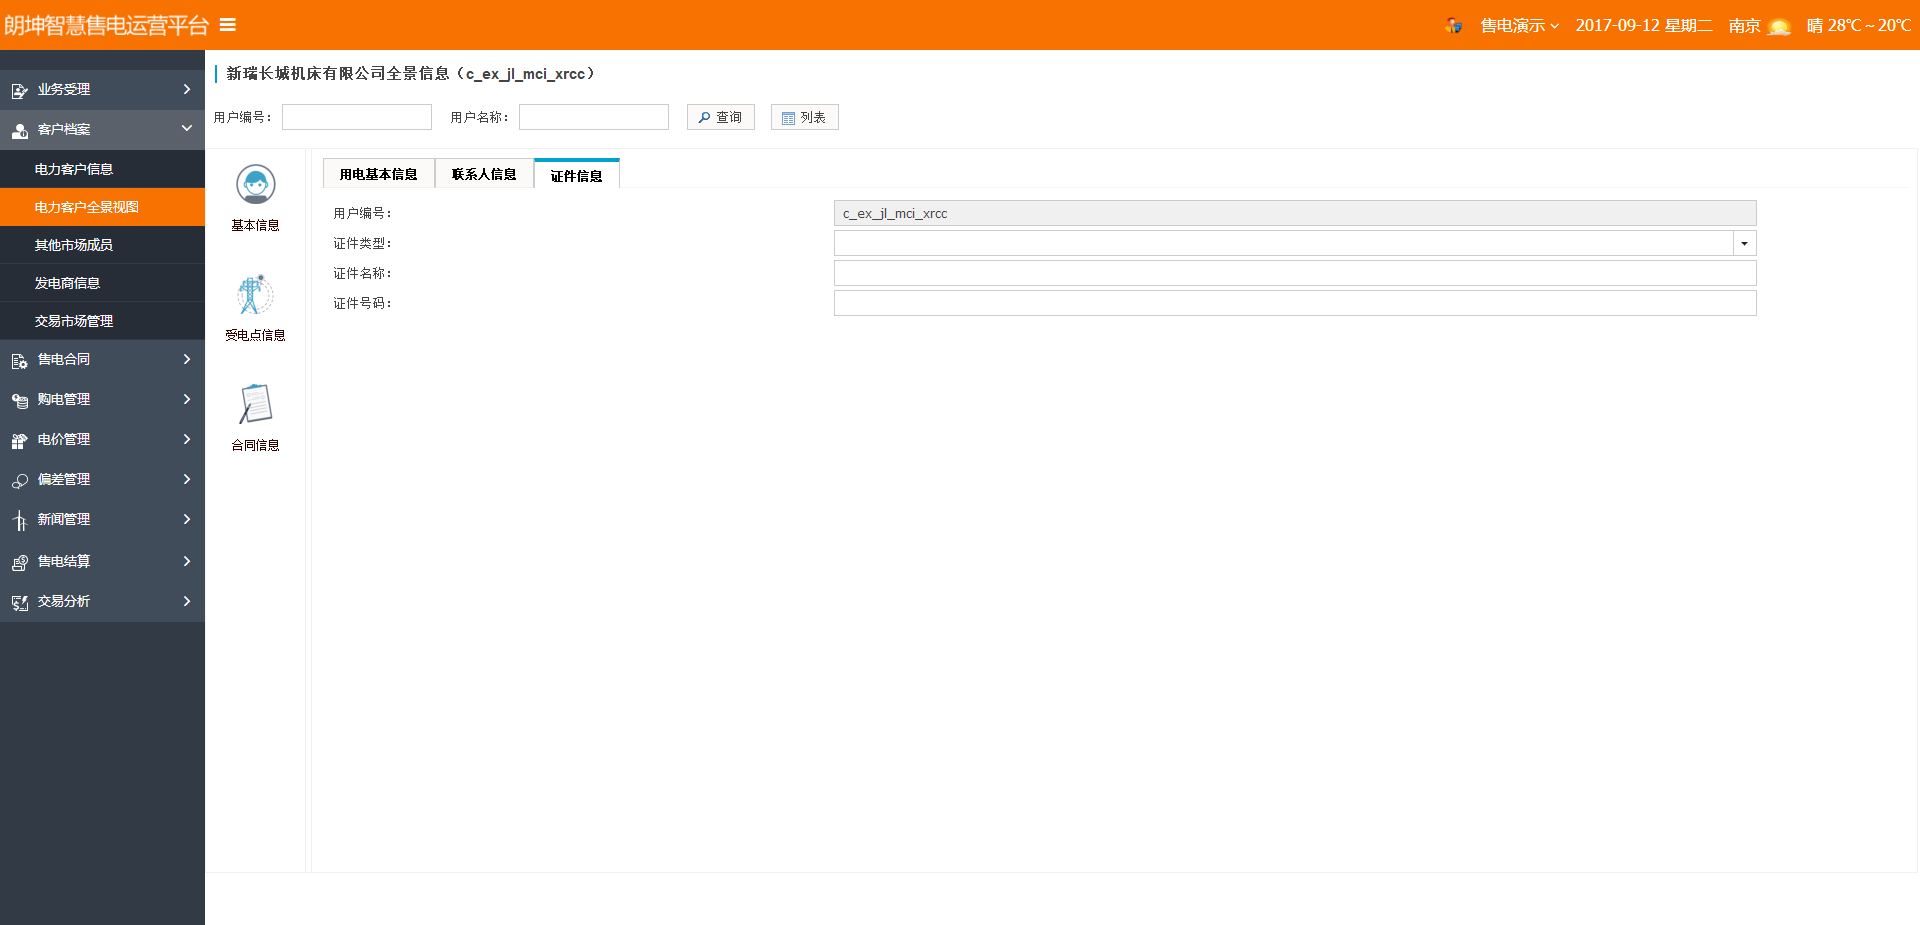 朗坤智慧售电运营平台
售电演示 2017-09-12 星期二 南京 晴 28℃~20℃
业务受理
客户档案
电力客户信息
电力客户全景视图
其他市场成员
发电商信息
交易市场管理
售电合同
购电管理
电价管理
偏差管理
新闻管理
售电结算
交易分析
新瑞长城机床有限公司全景信息（c_ex_jl_mci_xrcc）
用户编号： 用户名称： 查询 列表
基本信息
受电点信息
合同信息
用电基本信息 联系人信息 证件信息
用户编号： c_ex_jl_mci_xrcc
证件类型：
证件名称：
证件号码：